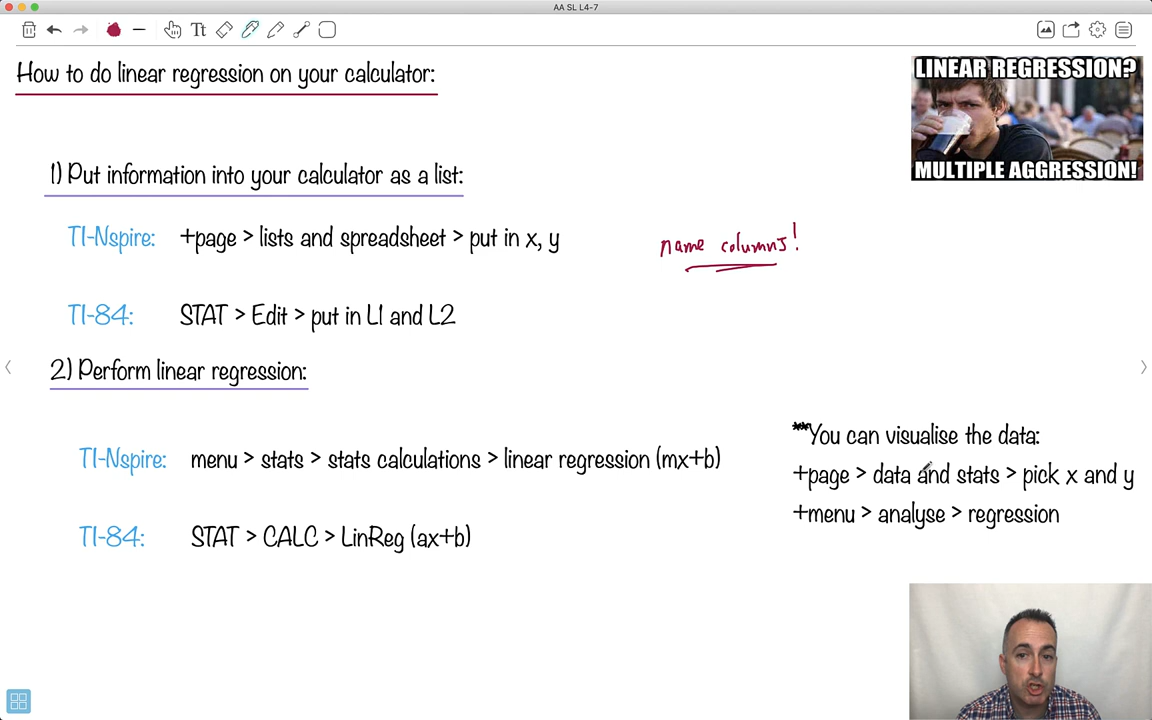 AA SL L4-7
Tt
How to do linear regression on your calculator:
LINEAR REGRESSION?
MULTIPLE AGGRESSION!
1) Put information into your calculator as a list:
TI-Nspire: +page > lists and spreadsheet > put in x, y
name columns!
TI-84: STAT > Edit > put in L1 and L2
2) Perform linear regression:
TI-Nspire: menu > stats > stats calculations > linear regression (mx+b)
TI-84: STAT > CALC > LinReg (ax+b)
**You can visualise the data:
+page > data and stats > pick x and y
+menu > analyse > regression